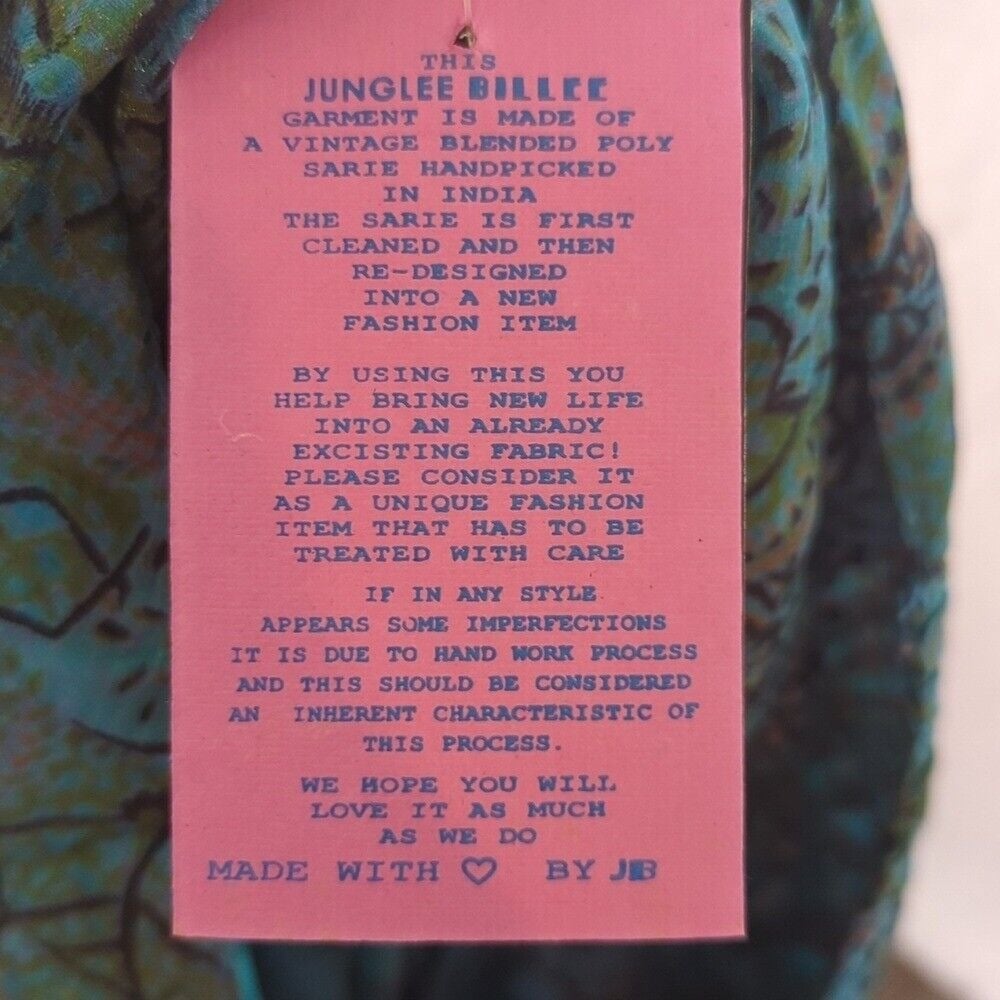 THIS
JUNGLEE BILLEE
GARMENT IS MADE OF
A VINTAGE BLENDED POLY
SARIE HANDPICKED
IN INDIA
THE SARIE IS FIRST
CLEANED AND THEN
RE-DESIGNED
INTO A NEW
FASHION ITEM
BY USING THIS YOU
HELP BRING NEW LIFE
INTO AN ALREADY
EXCISTING FABRIC!
PLEASE CONSIDER IT
AS A UNIQUE FASHION
ITEM THAT HAS TO BE
TREATED WITH CARE
IF IN ANY STYLE
APPEARS SOME IMPERFECTIONS
IT IS DUE TO HAND WORK PROCESS
AND THIS SHOULD BE CONSIDERED
AN INHERENT CHARACTERISTIC OF
THIS PROCESS.
WE HOPE YOU WILL
LOVE IT AS MUCH
AS WE DO
MADE WITH ♡ BY JB